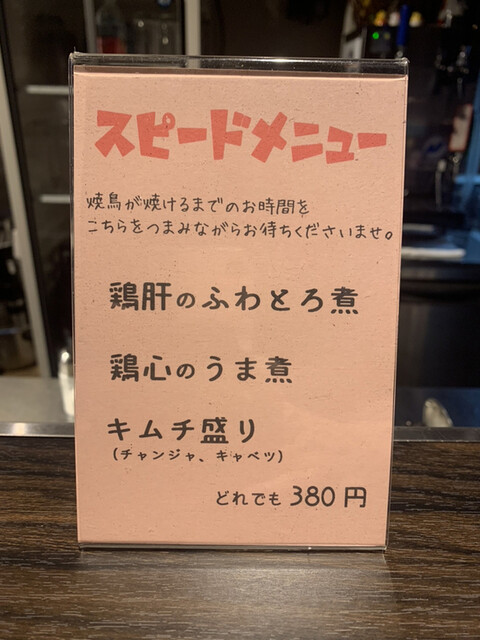 スピードメニュー
焼鳥が焼けるまでのお時間を
こちらをつまみながらお待ちくださいませ。
鶏肝のふわとろ煮
鶏心のうま煮
キムチ盛り
(チャンジャ、キャベツ)
どれでも 380 円